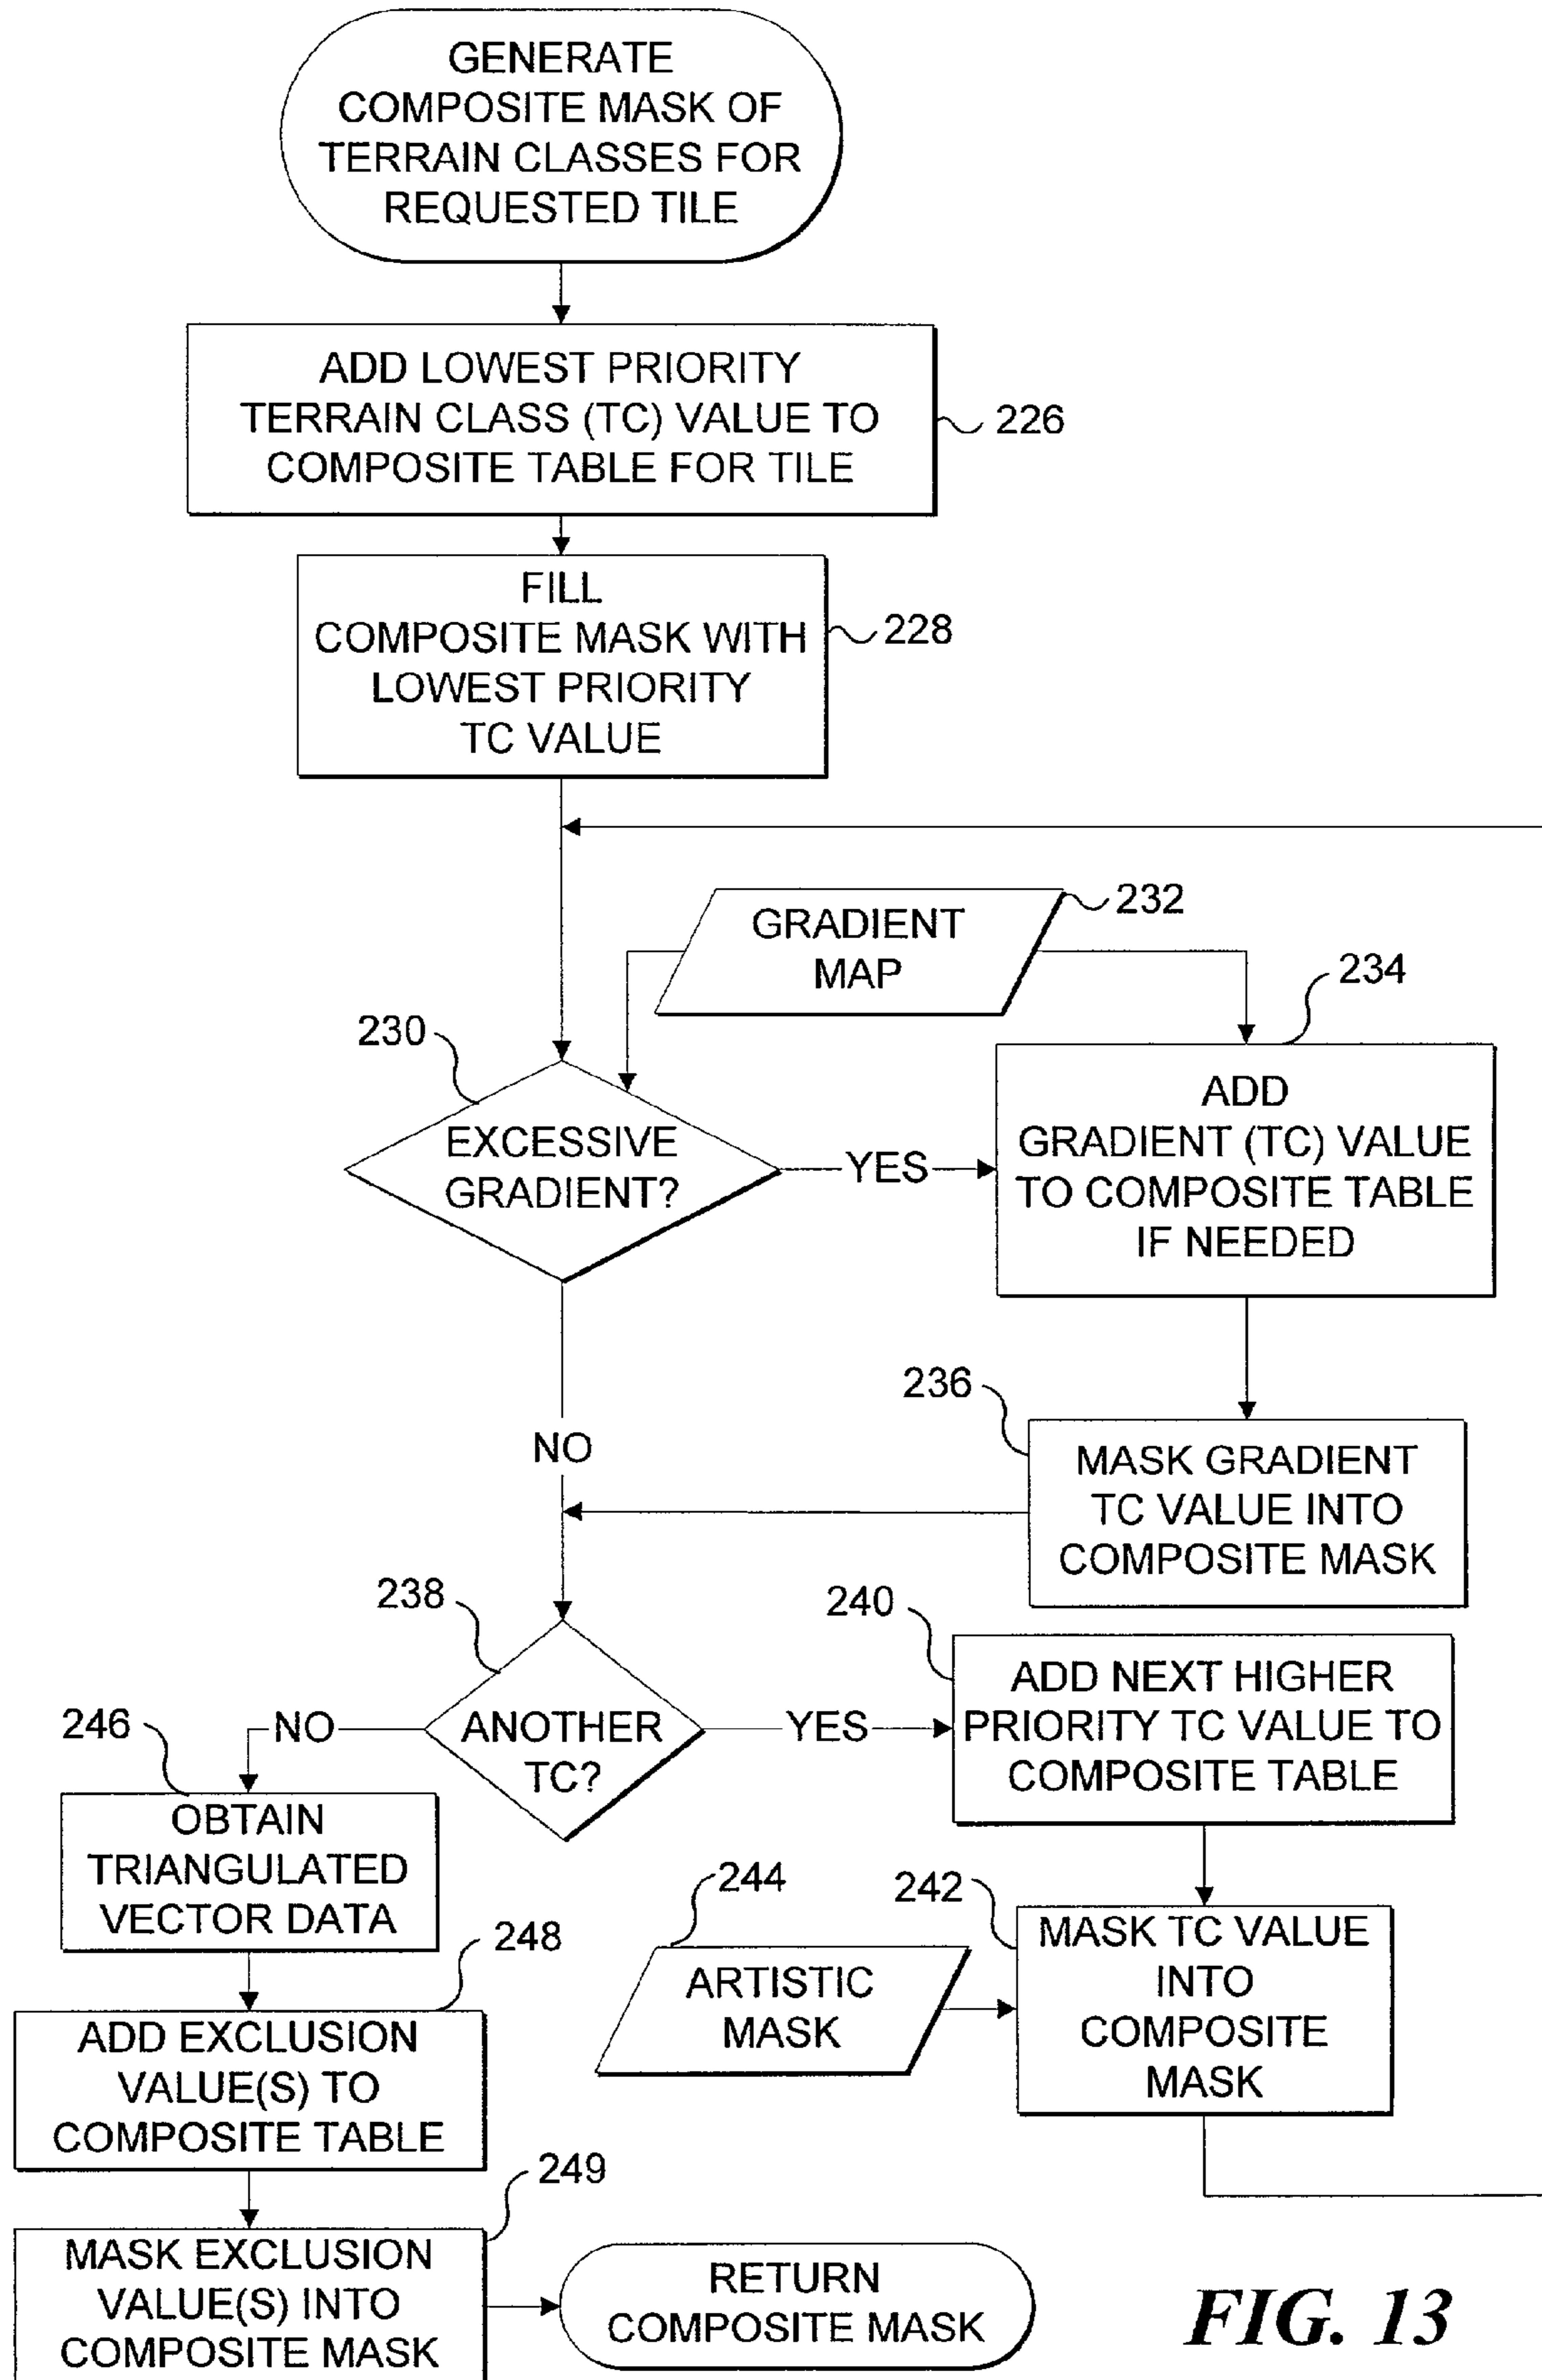 GENERATE
COMPOSITE MASK OF
TERRAIN CLASSES FOR
REQUESTED TILE
ADD LOWEST PRIORITY
TERRAIN CLASS (TC) VALUE TO
COMPOSITE TABLE FOR TILE
226
FILL
COMPOSITE MASK WITH
LOWEST PRIORITY
TC VALUE
228
GRADIENT
MAP
232
234
230
EXCESSIVE
GRADIENT?
YES
ADD
GRADIENT (TC) VALUE
TO COMPOSITE TABLE
IF NEEDED
NO
236
MASK GRADIENT
TC VALUE INTO
COMPOSITE MASK
238
ANOTHER
TC?
YES
240
ADD NEXT HIGHER
PRIORITY TC VALUE TO
COMPOSITE TABLE
NO
246
OBTAIN
TRIANGULATED
VECTOR DATA
244
ARTISTIC
MASK
242
MASK TC VALUE
INTO
COMPOSITE
MASK
248
ADD EXCLUSION
VALUE(S) TO
COMPOSITE TABLE
249
MASK EXCLUSION
VALUE(S) INTO
COMPOSITE MASK
RETURN
COMPOSITE MASK
FIG. 13